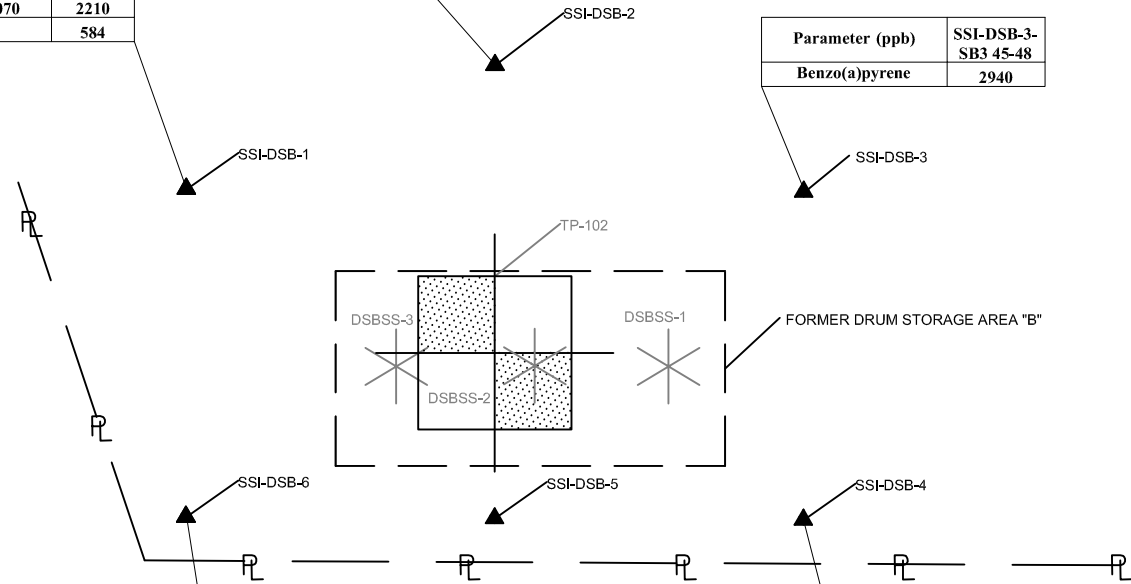 2210
584
SSI-DSB-2
Parameter (ppb) SSI-DSB-3-
SB3 45-48
Benzo(a)pyrene 2940
SSI-DSB-1
SSI-DSB-3
PL
TP-102
DSBSS-3
DSBSS-1
FORMER DRUM STORAGE AREA "B"
DSBSS-2
PL
SSI-DSB-6
SSI-DSB-5
SSI-DSB-4
PL
PL
PL
PL
PL